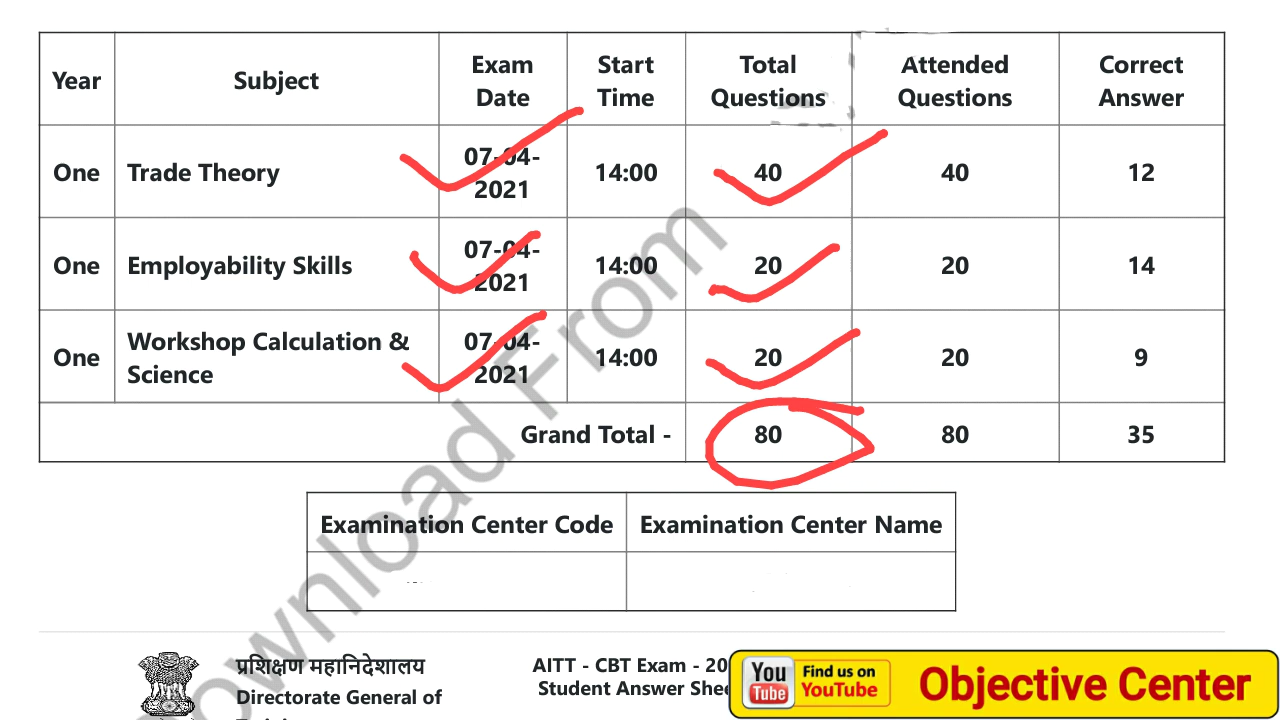 Year Subject Exam Date Start Time Total Questions Attended Questions Correct Answer
One Trade Theory 07-04-2021 14:00 40 40 12
One Employability Skills 07-04-2021 14:00 20 20 14
One Workshop Calculation & Science 07-04-2021 14:00 20 20 9
Grand Total - 80 80 35
Examination Center Code Examination Center Name
प्रशिक्षण महानिदेशालय
Directorate General of
AITT - CBT Exam - 20
Student Answer Shee
ownload From
You Tube
Find us on
YouTube
Objective Center